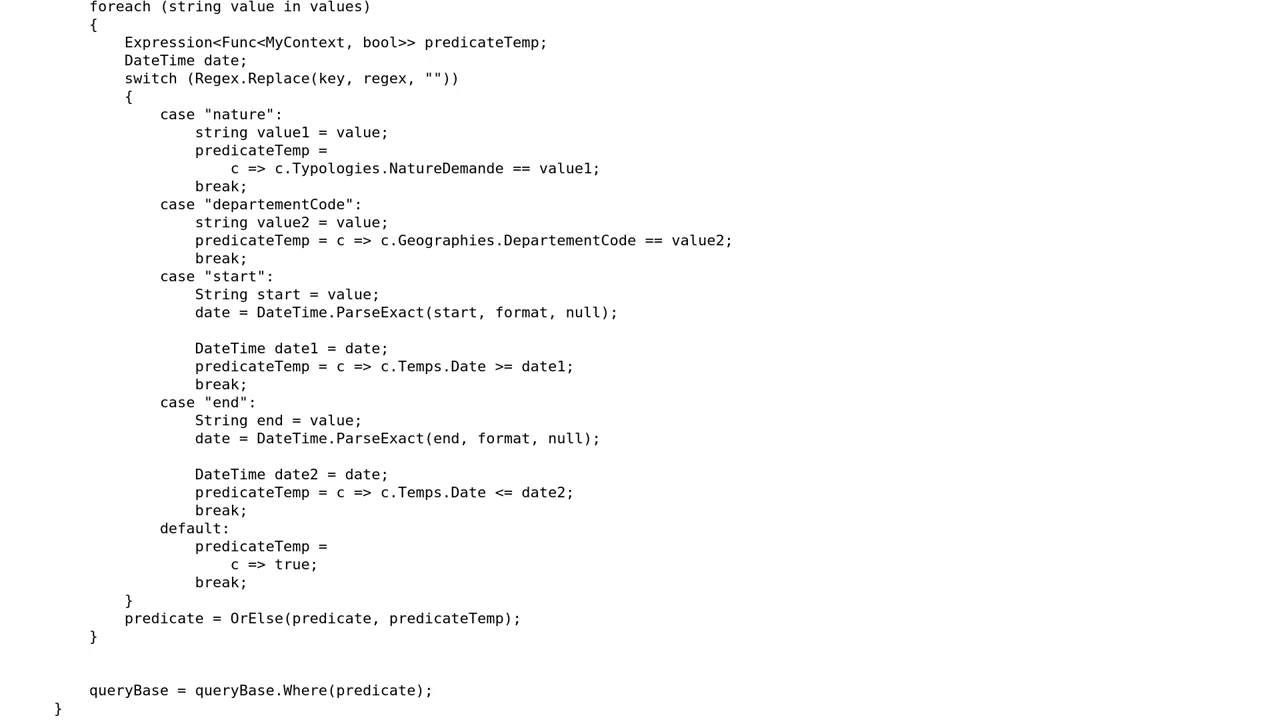 foreach (string value in values)
{
Expression<Func<MyContext, bool>> predicateTemp;
DateTime date;
switch (Regex.Replace(key, regex, ""))
{
case "nature":
string value1 = value;
predicateTemp =
c => c.Typologies.NatureDemande == value1;
break;
case "departementCode":
string value2 = value;
predicateTemp = c => c.Geographies.DepartementCode == value2;
break;
case "start":
String start = value;
date = DateTime.ParseExact(start, format, null);
DateTime date1 = date;
predicateTemp = c => c.Temps.Date >= date1;
break;
case "end":
String end = value;
date = DateTime.ParseExact(end, format, null);
DateTime date2 = date;
predicateTemp = c => c.Temps.Date <= date2;
break;
default:
predicateTemp =
c => true;
break;
}
predicate = OrElse(predicate, predicateTemp);
}
queryBase = queryBase.Where(predicate);
}